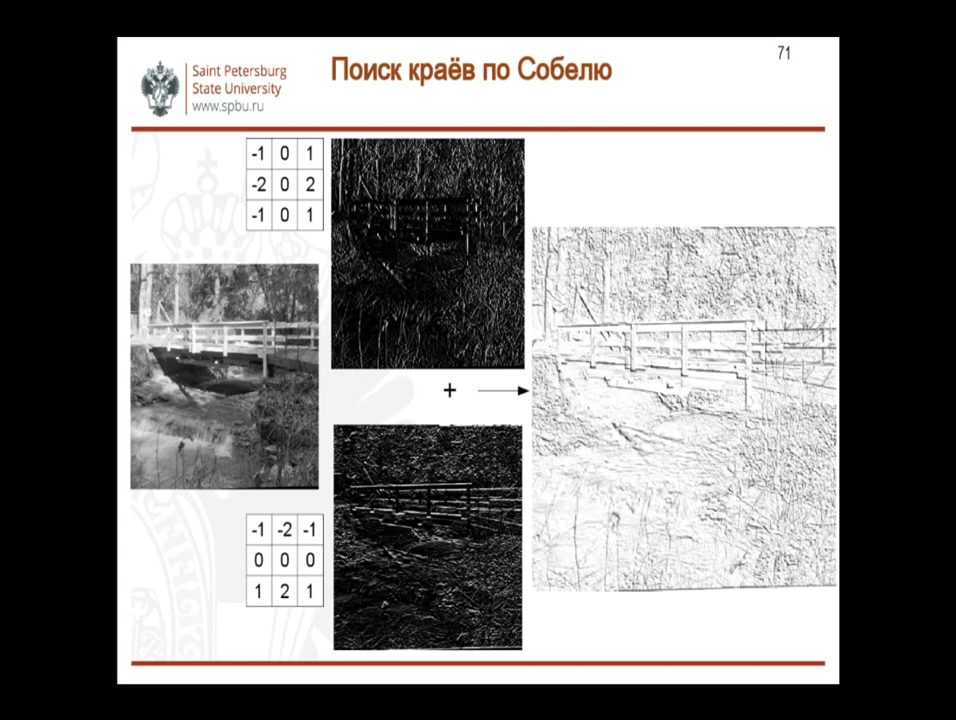 71
Saint Petersburg
State University
www.spbu.ru
Поиск краёв по Собелю
-1 0 1
-2 0 2
-1 0 1
+
-1 -2 -1
0 0 0
1 2 1